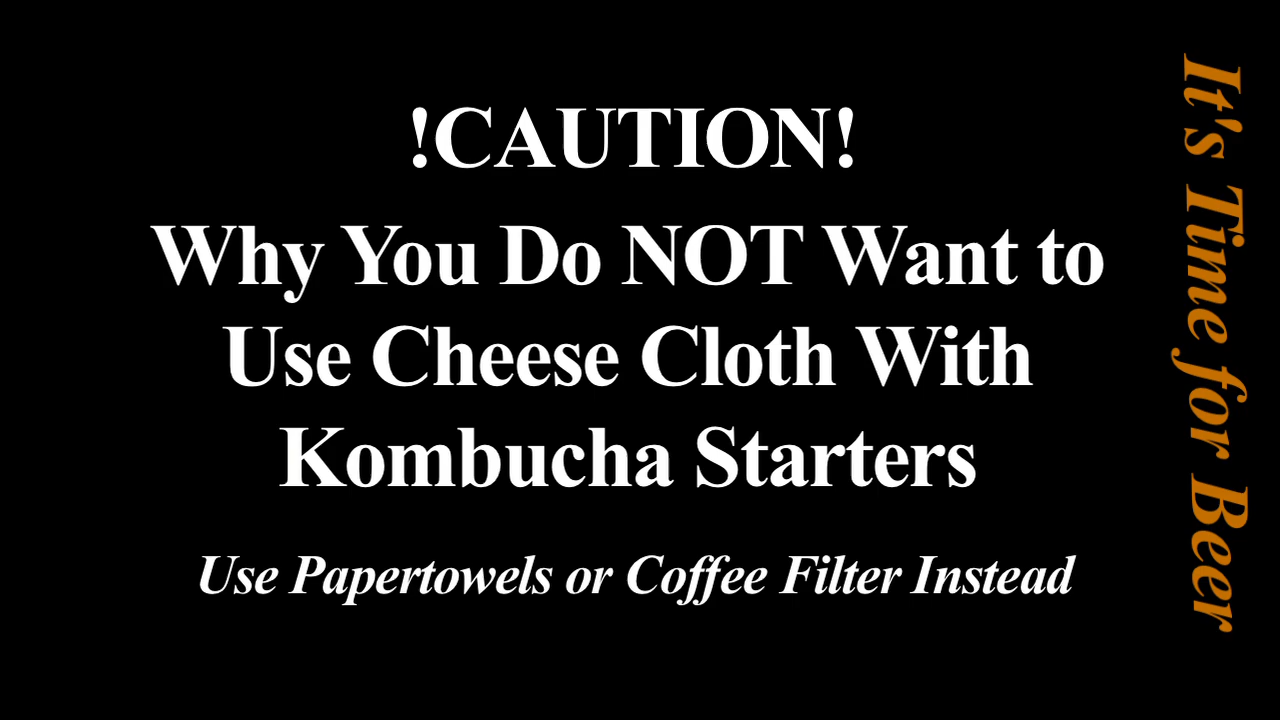 !CAUTION!
Why You Do NOT Want to
Use Cheese Cloth With
Kombucha Starters
Use Papertowels or Coffee Filter Instead
It's Time for Beer